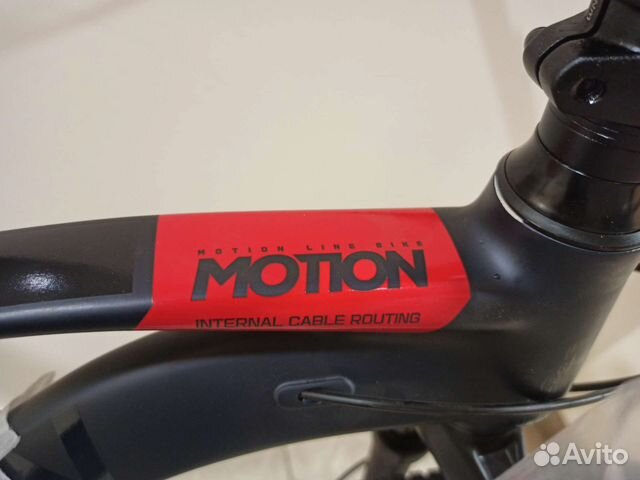 MOTION LINE BIKE
MOTION
INTERNAL CABLE ROUTING
Avito